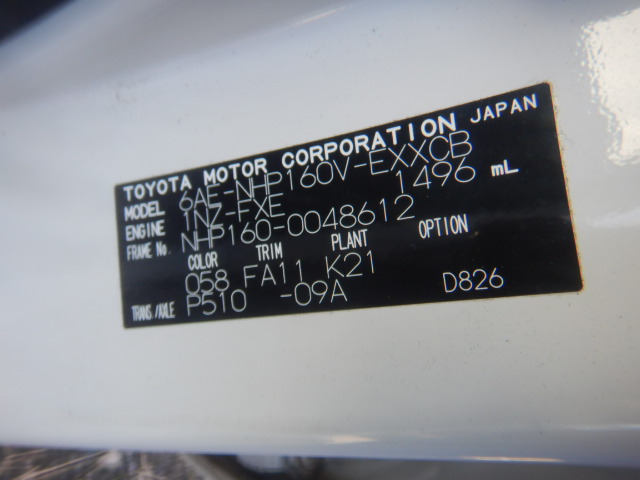 TOYOTA MOTOR CORPORATION JAPAN
MODEL 6AE-NHP160V-EXXCB
ENGINE 1NZ-FXE 1496 mL
FRAME No. NHP160-0048612
COLOR TRIM PLANT OPTION
058 FA11 K21
TRANS./AXLE P510 -09A D826